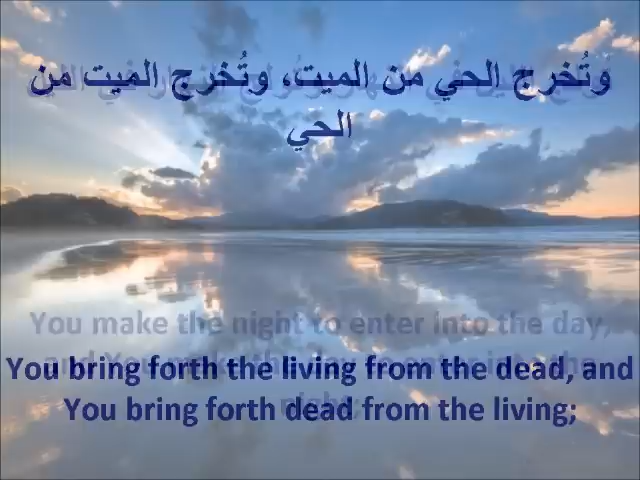 وتُخرج الحي من الميت، وتُخرج الميت من
الحي
You make the night to enter into the day,
You bring forth the living from the dead, and
You bring forth dead from the living;